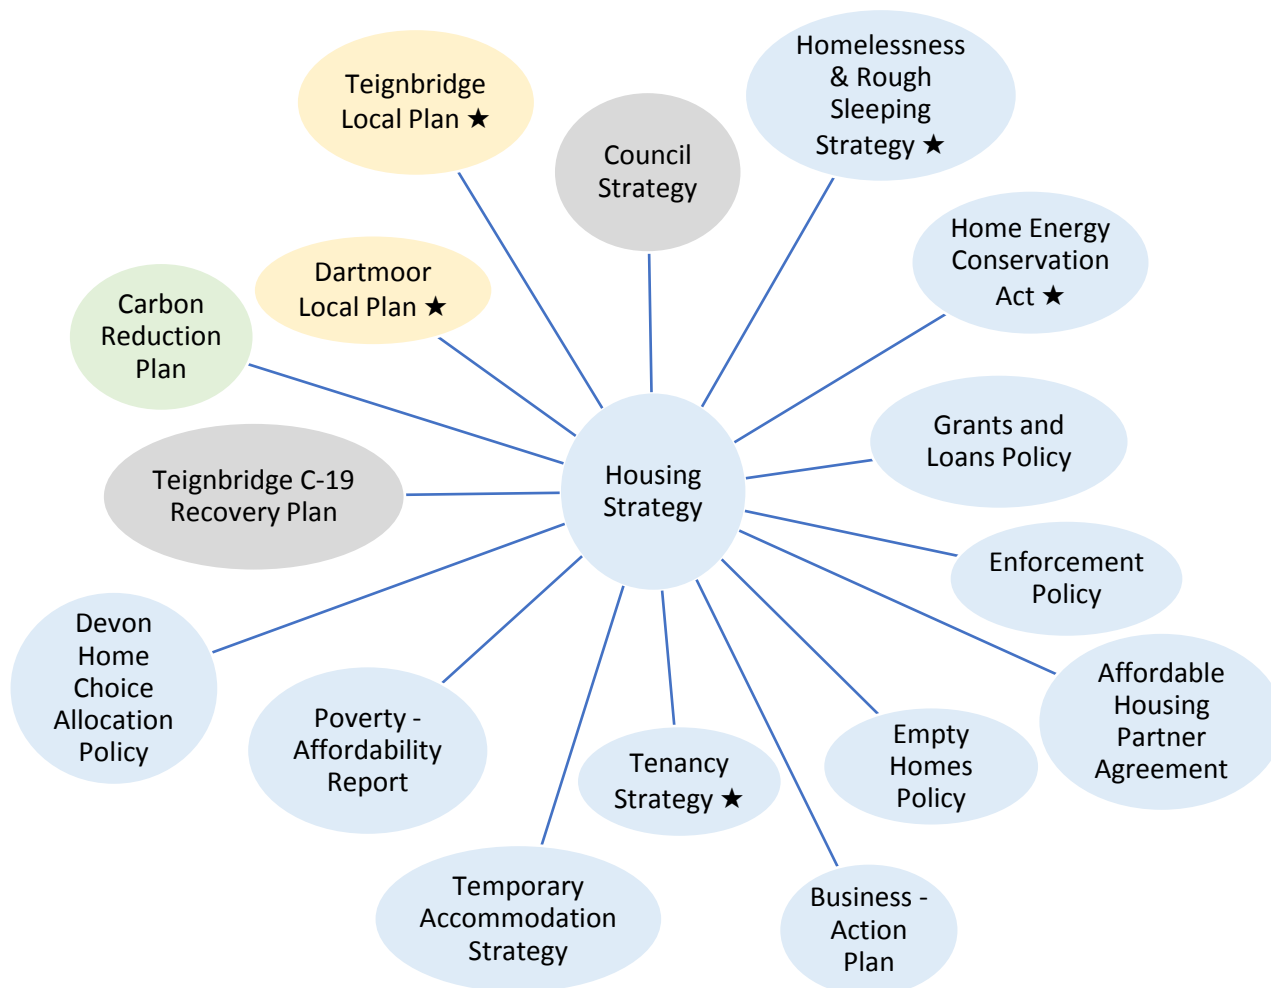 Homelessness
& Rough
Sleeping
Strategy ★
Teignbridge
Local Plan ★
Council
Strategy
Home Energy
Conservation
Act ★
Dartmoor
Local Plan ★
Carbon
Reduction
Plan
Grants and
Loans Policy
Teignbridge C-19
Recovery Plan
Housing
Strategy
Enforcement
Policy
Devon
Home
Choice
Allocation
Policy
Affordable
Housing
Partner
Agreement
Poverty -
Affordability
Report
Tenancy
Strategy ★
Empty
Homes
Policy
Temporary
Accommodation
Strategy
Business -
Action
Plan